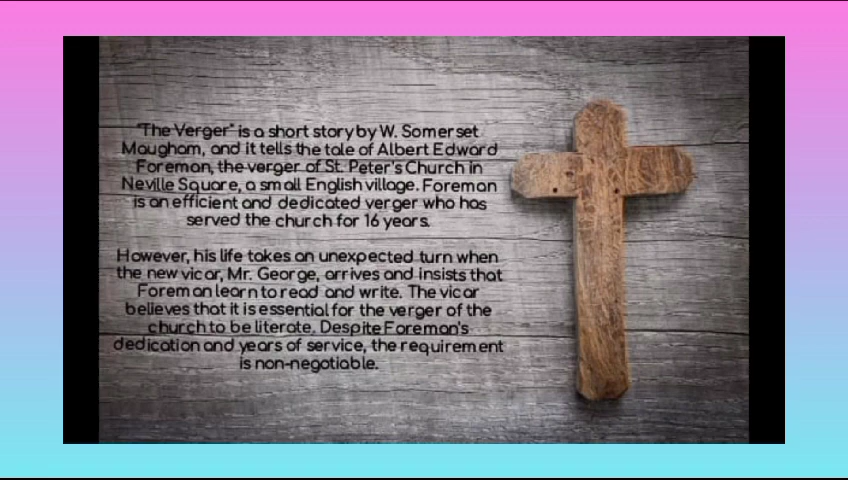 "The Verger" is a short story by W. Somerset
Maugham, and it tells the tale of Albert Edward
Foreman, the verger of St. Peter's Church in
Neville Square, a small English village. Foreman
is an efficient and dedicated verger who has
served the church for 16 years.
However, his life takes an unexpected turn when
the new vicar, Mr. George, arrives and insists that
Foreman learn to read and write. The vicar
believes that it is essential for the verger of the
church to be literate. Despite Foreman's
dedication and years of service, the requirement
is non-negotiable.